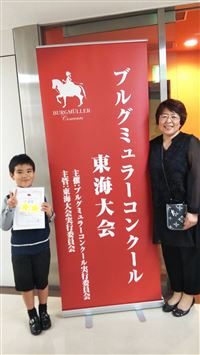 BURGMÜLLER
Concours
ブルグミュラーコンクール
東海大会
主催:ブルグミュラーコンクール実行委員会
主管:東海大会実行委員会